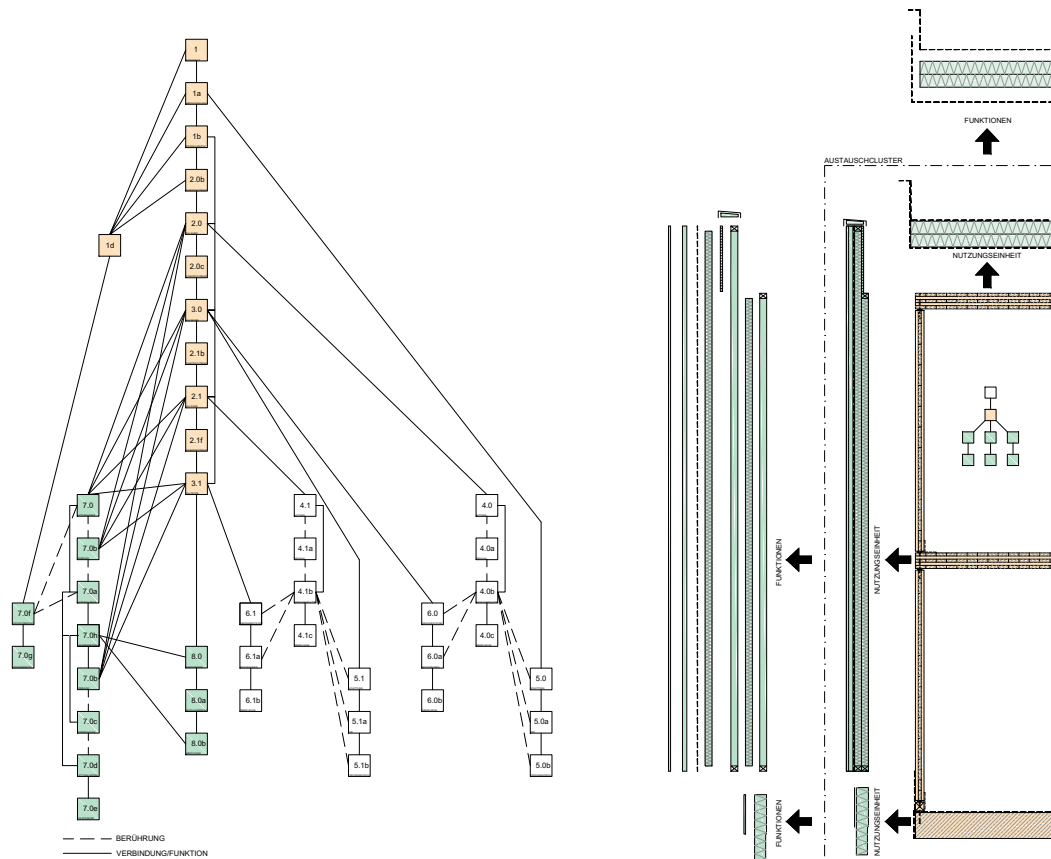 1
1a
1b
2.0b
2.0
1d
2.0c
3.0
2.1b
2.1
2.1f
3.1
7.0
4.1
4.0
7.0b
4.1a
4.0a
7.0a
4.1b
4.0b
7.0f
6.1
6.0
7.0h
4.1c
4.0c
7.0g
8.0
6.1a
6.0a
7.0b
5.1
5.0
8.0a
6.1b
6.0b
7.0c
5.1a
5.0a
8.0b
7.0d
5.1b
5.0b
7.0e
BERÜHRUNG
VERBINDUNG/FUNKTION
FUNKTIONEN
AUSTAUSCHCLUSTER
NUTZUNGSEINHEIT
FUNKTIONEN
NUTZUNGSEINHEIT
FUNKTIONEN
NUTZUNGSEINHEIT